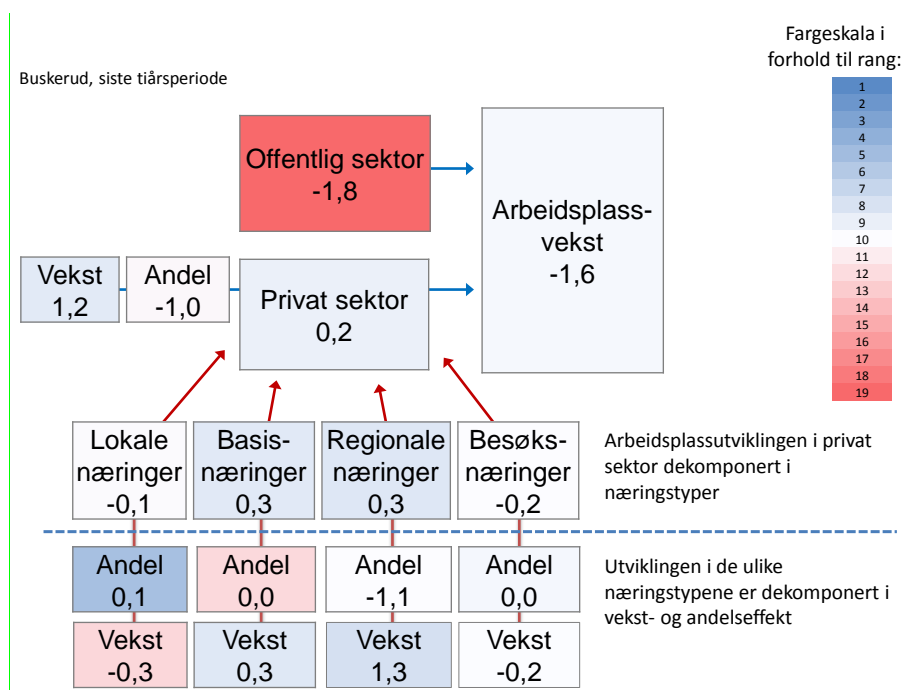 Fargeskala i
forhold til rang:
1
2
3
4
5
6
7
8
9
10
11
12
13
14
15
16
17
18
19
Buskerud, siste tiårsperiode
Offentlig sektor
-1,8
Arbeidsplass-
vekst
-1,6
Vekst
1,2
Andel
-1,0
Privat sektor
0,2
Lokale
næringer
-0,1
Basis-
næringer
0,3
Regionale
næringer
0,3
Besøks-
næringer
-0,2
Arbeidsplassutviklingen i privat
sektor dekomponert i
næringstyper
Andel
0,1
Andel
0,0
Andel
-1,1
Andel
0,0
Utviklingen i de ulike
næringstypene er dekomponert i
vekst- og andelseffekt
Vekst
-0,3
Vekst
0,3
Vekst
1,3
Vekst
-0,2